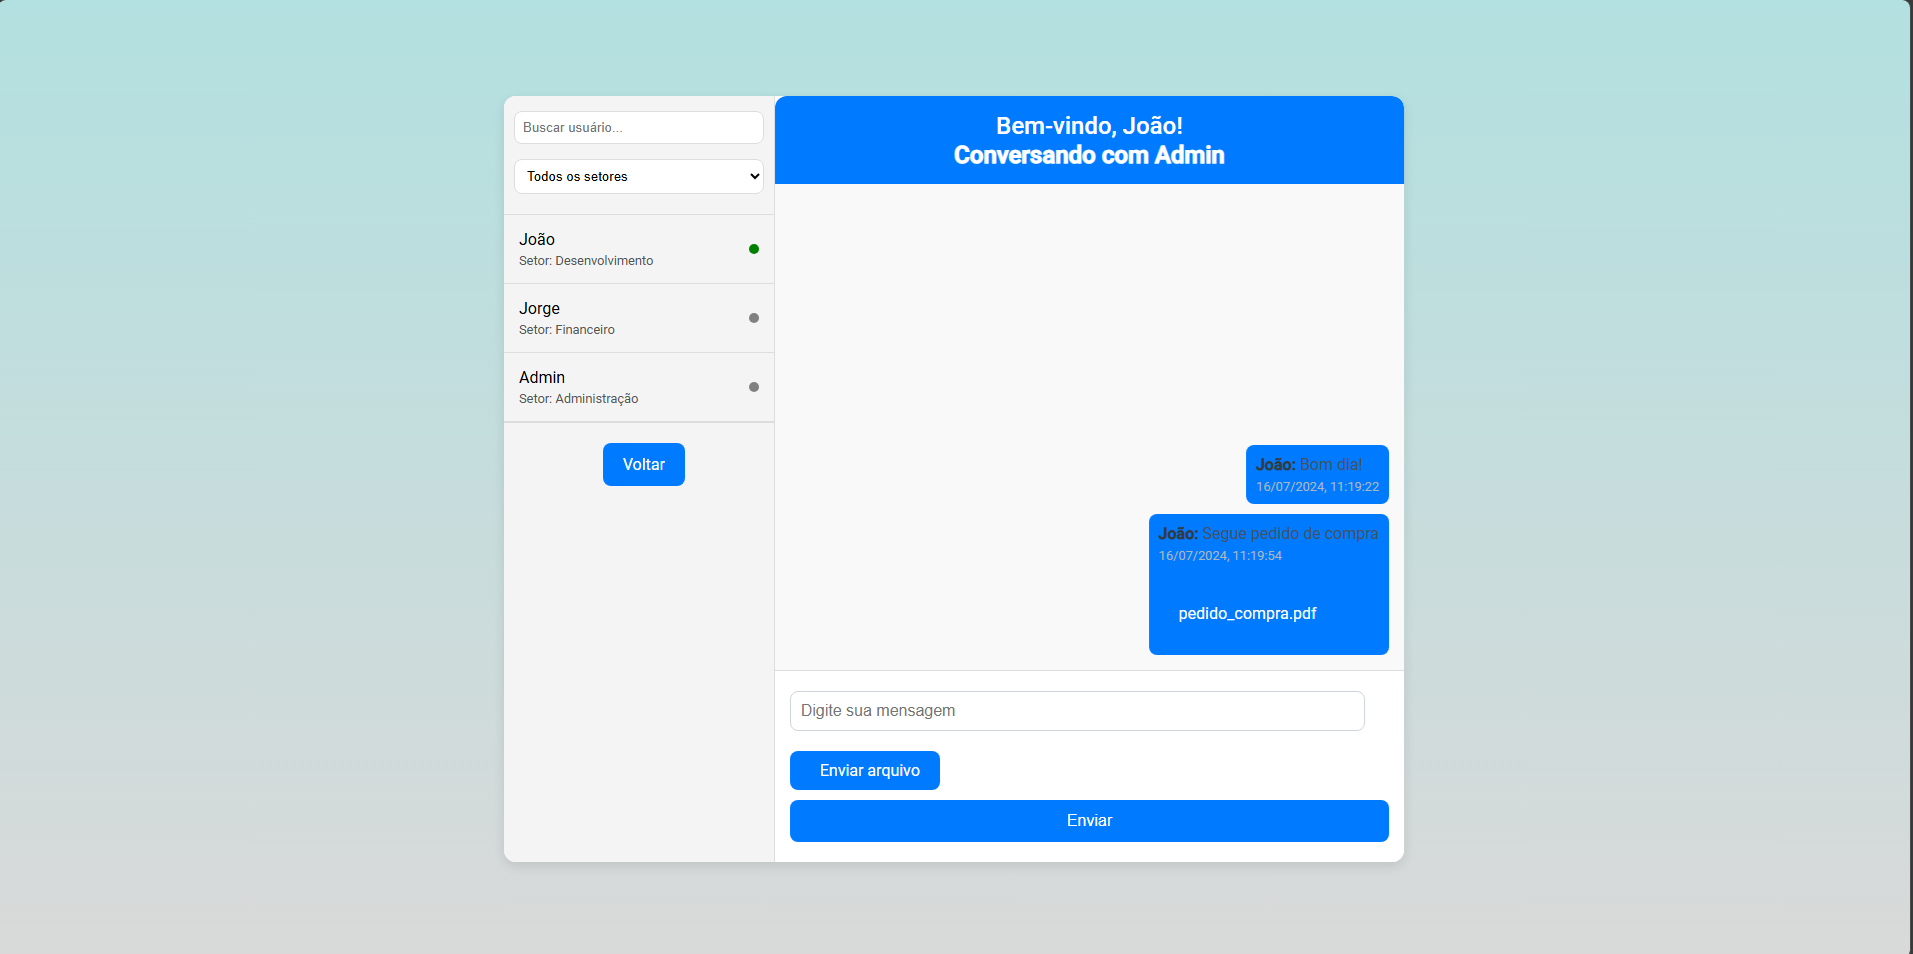 Buscar usuário...
Todos os setores
João
Setor: Desenvolvimento
Jorge
Setor: Financeiro
Admin
Setor: Administração
Voltar
Bem-vindo, João!
Conversando com Admin
João: Bom dia!
16/07/2024, 11:19:22
João: Segue pedido de compra
16/07/2024, 11:19:54
pedido_compra.pdf
Digite sua mensagem
Enviar arquivo
Enviar